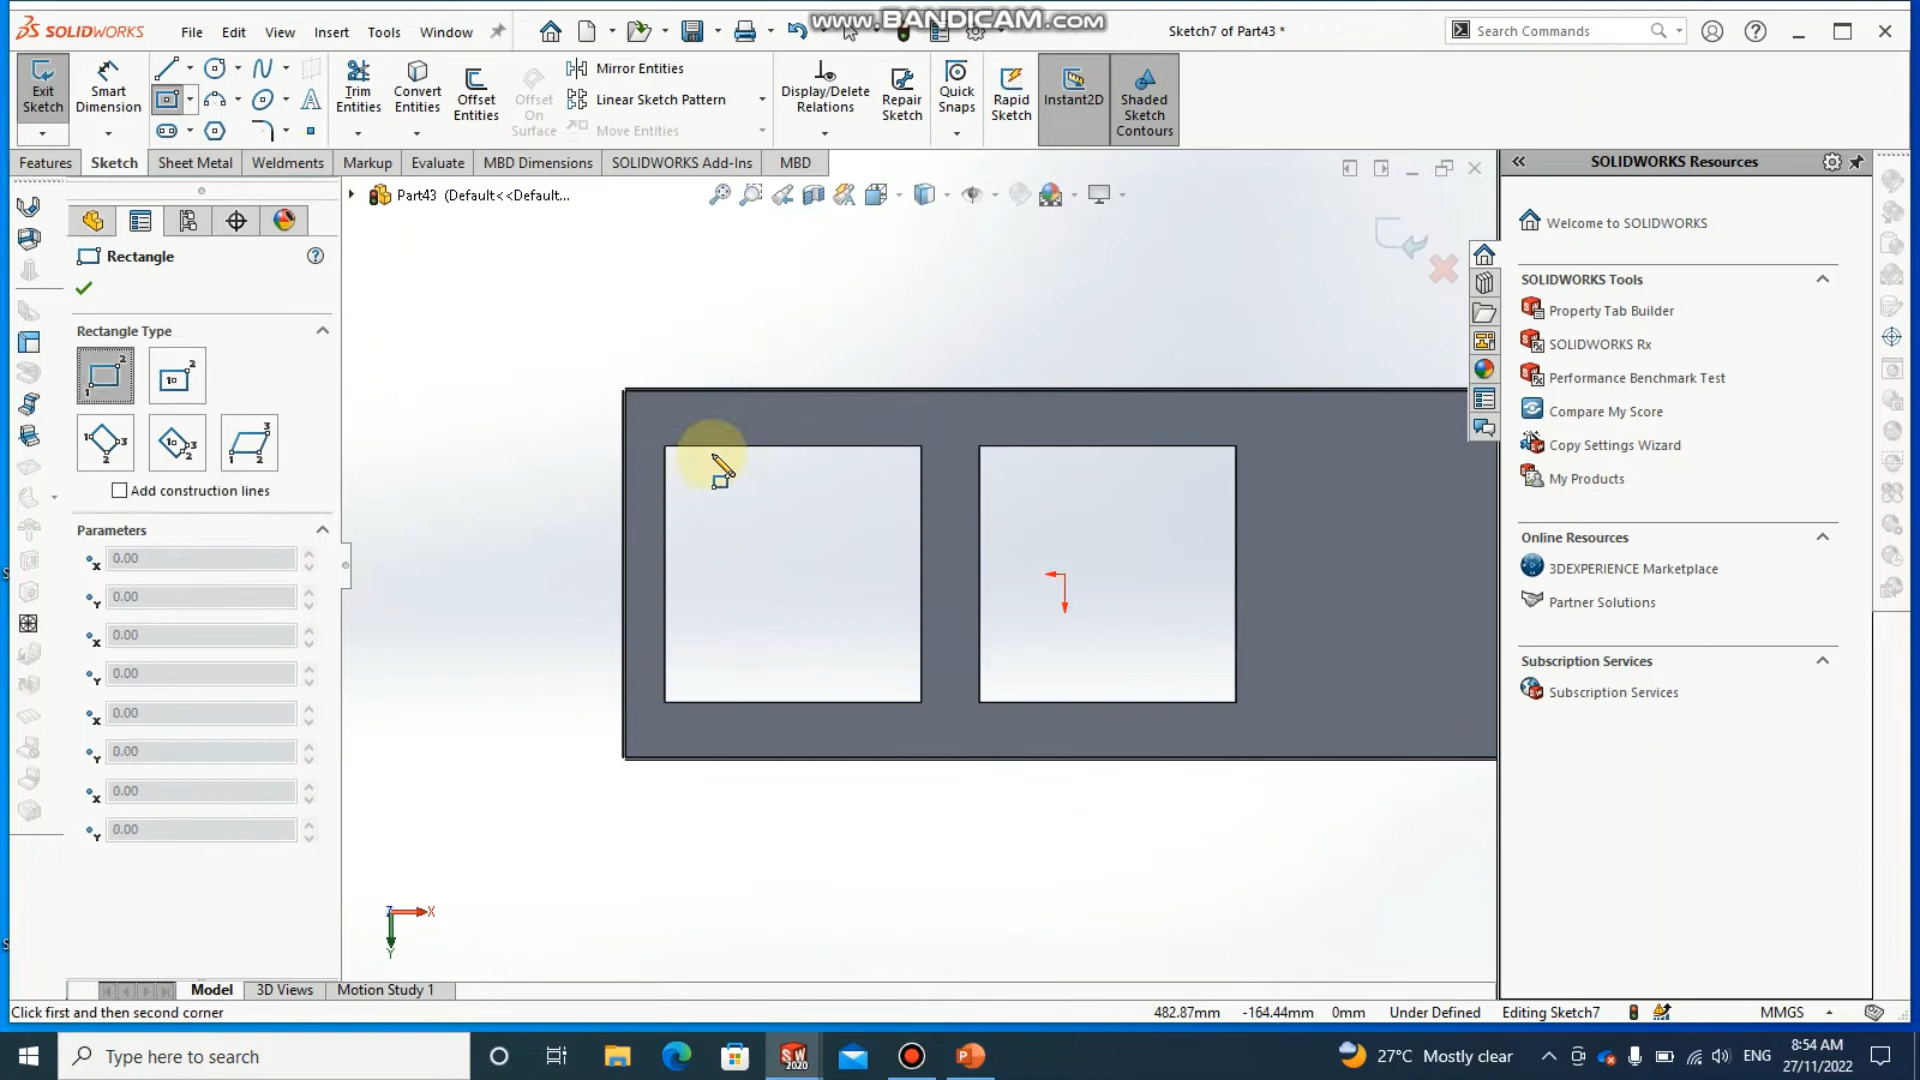 SOLIDWORKS
File
Edit
View
Insert
Tools
Window
www.BANDICAM.com
Sketch7 of Part43 *
Search Commands
Exit
Sketch
Smart
Dimension
Trim
Entities
Convert
Entities
Offset
Entities
Offset
On
Surface
Mirror Entities
Linear Sketch Pattern
Move Entities
Display/Delete
Relations
Repair
Sketch
Quick
Snaps
Rapid
Sketch
Instant2D
Shaded
Sketch
Contours
Features
Sketch
Sheet Metal
Weldments
Markup
Evaluate
MBD Dimensions
SOLIDWORKS Add-Ins
MBD
Part43 (Default<<Default...
Rectangle
Rectangle Type
Add construction lines
Parameters
x 0.00
Y 0.00
x 0.00
Y 0.00
x 0.00
Y 0.00
x 0.00
Y 0.00
Z
X
Y
SOLIDWORKS Resources
Welcome to SOLIDWORKS
SOLIDWORKS Tools
Property Tab Builder
SOLIDWORKS Rx
Performance Benchmark Test
Compare My Score
Copy Settings Wizard
My Products
Online Resources
3DEXPERIENCE Marketplace
Partner Solutions
Subscription Services
Subscription Services
Model
3D Views
Motion Study 1
Click first and then second corner
482.87mm
-164.44mm
0mm
Under Defined
Editing Sketch7
MMGS
Type here to search
SW
2020
27°C Mostly clear
ENG
8:54 AM
27/11/2022